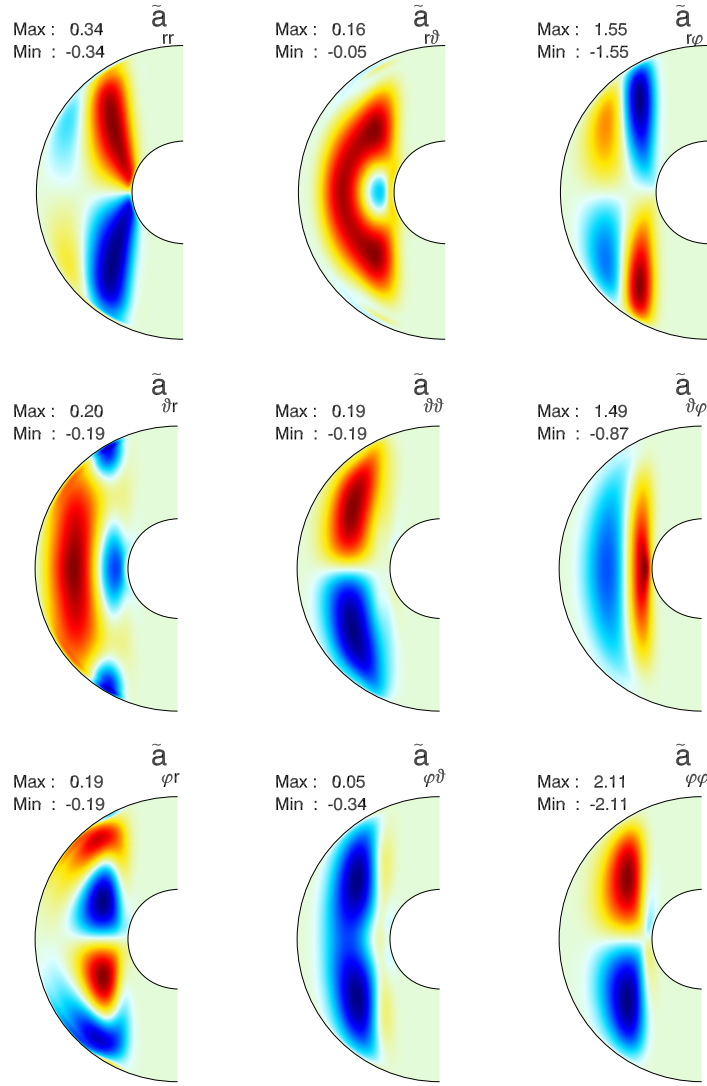 ã rr
Max : 0.34
Min : -0.34
ã rϑ
Max : 0.16
Min : -0.05
ã rφ
Max : 1.55
Min : -1.55
ã ϑr
Max : 0.20
Min : -0.19
ã ϑϑ
Max : 0.19
Min : -0.19
ã ϑφ
Max : 1.49
Min : -0.87
ã φr
Max : 0.19
Min : -0.19
ã φϑ
Max : 0.05
Min : -0.34
ã φφ
Max : 2.11
Min : -2.11